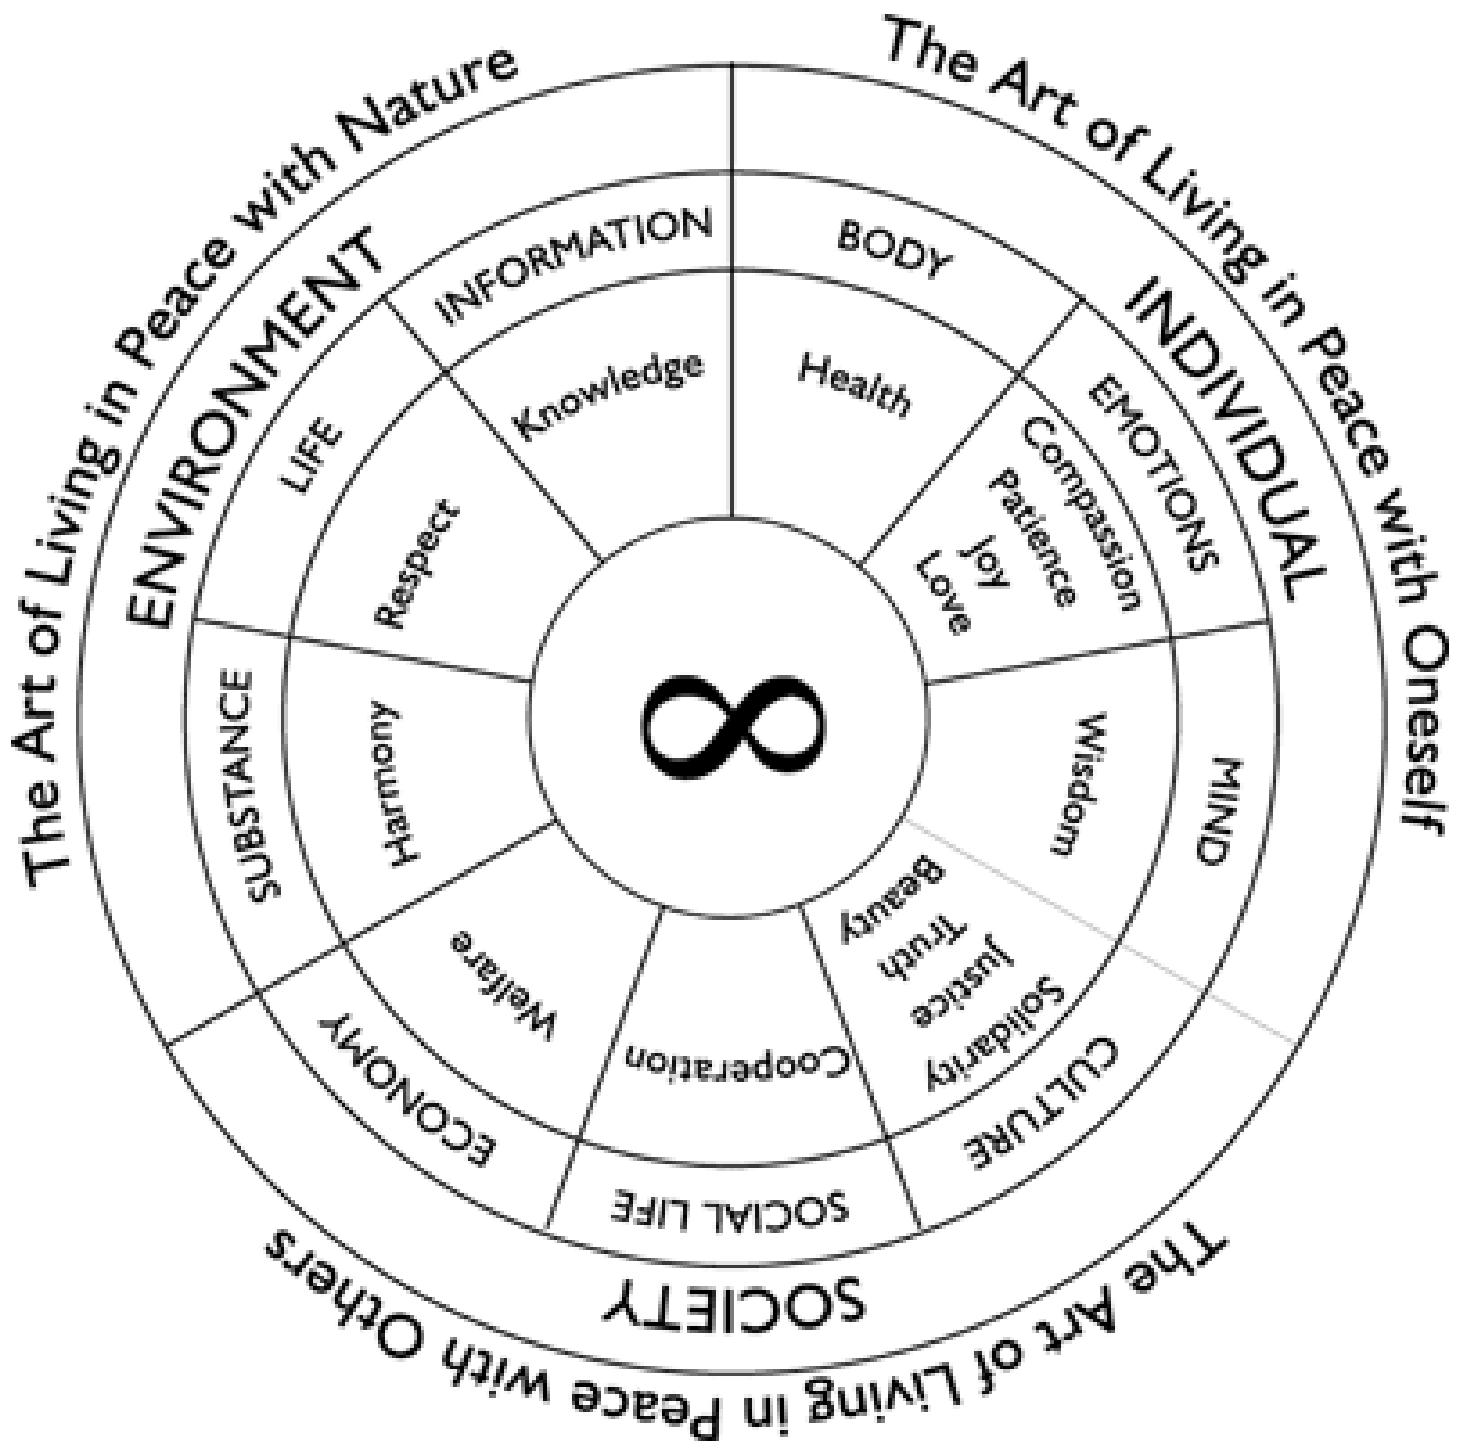 The Art of Living in Peace with Oneself
INDIVIDUAL
BODY
Health
EMOTIONS
Compassion
Patience
Joy
Love
MIND
Wisdom
The Art of Living in Peace with Others
SOCIETY
CULTURE
Solidarity
Justice
Truth
Beauty
SOCIAL LIFE
Cooperation
ECONOMY
Welfare
The Art of Living in Peace with Nature
ENVIRONMENT
SUBSTANCE
Harmony
LIFE
Respect
INFORMATION
Knowledge
∞